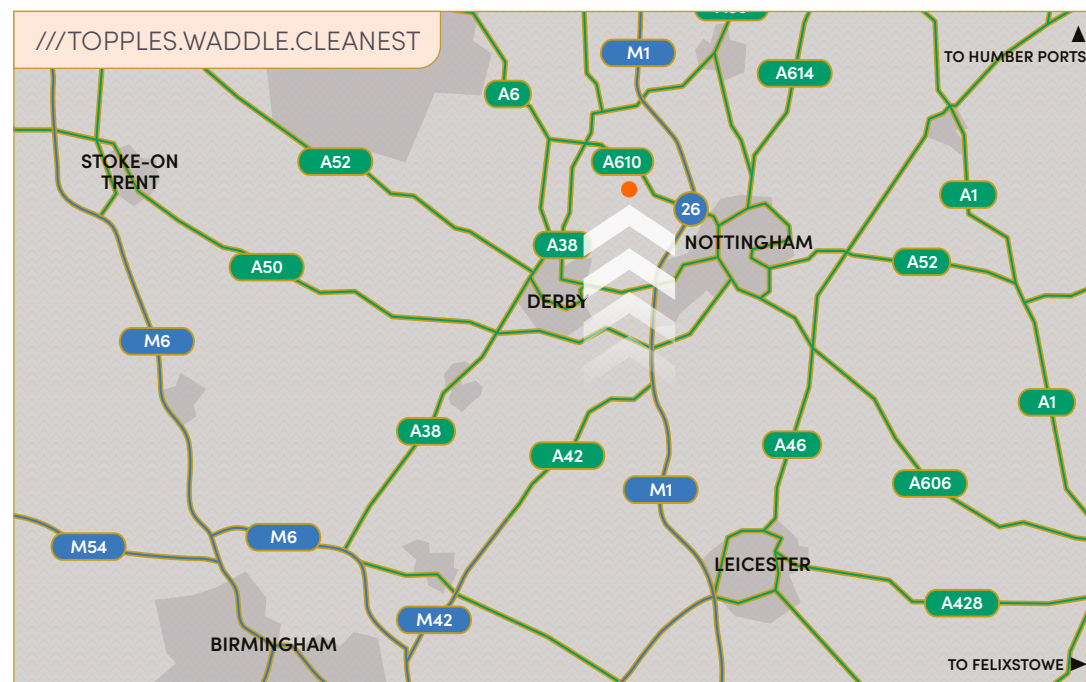 ///TOPPLES.WADDLE.CLEANEST
M1
TO HUMBER PORTS
A614
A6
STOKE-ON
TRENT
A52
A610
A1
26
NOTTINGHAM
A38
A50
A52
DERBY
M6
A1
A38
A46
A42
A606
M1
M6
M54
LEICESTER
A428
M42
BIRMINGHAM
TO FELIXSTOWE